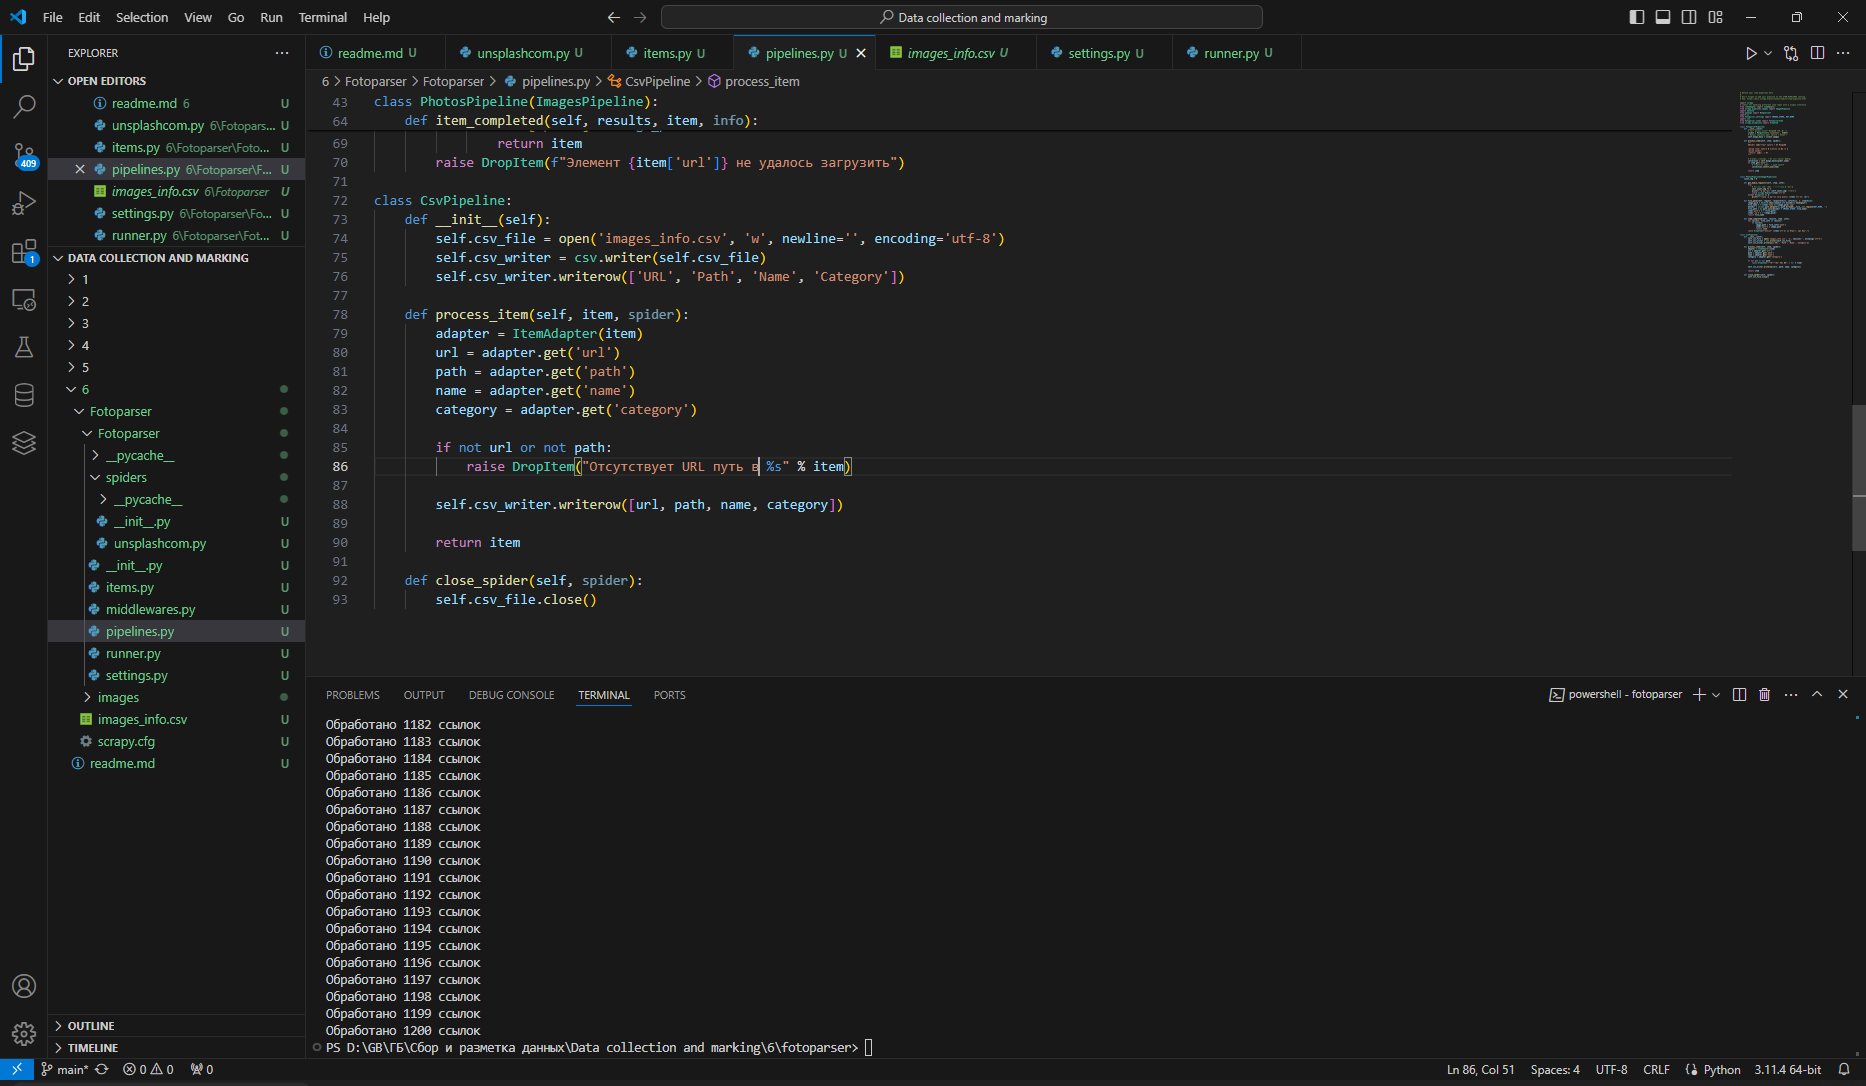 File Edit Selection View Go Run Terminal Help
Data collection and marking
EXPLORER
OPEN EDITORS
readme.md 6 U
unsplashcom.py 6\Fotopars... U
items.py 6\Fotoparser\Foto... U
pipelines.py 6\Fotoparser\F... U
images_info.csv 6\Fotoparser U
settings.py 6\Fotoparser\Fo... U
runner.py 6\Fotoparser\Fot... U
DATA COLLECTION AND MARKING
1
2
3
4
5
6
Fotoparser
Fotoparser
__pycache__
spiders
__pycache__
__init__.py U
unsplashcom.py U
__init__.py U
items.py U
middlewares.py U
pipelines.py U
runner.py U
settings.py U
images
images_info.csv U
scrapy.cfg U
readme.md U
OUTLINE
TIMELINE
409
1
readme.md U unsplashcom.py U items.py U pipelines.py U images_info.csv U settings.py U runner.py U
6 > Fotoparser > Fotoparser > pipelines.py > CsvPipeline > process_item
43 class PhotosPipeline(ImagesPipeline):
64 def item_completed(self, results, item, info):
69 return item
70 raise DropItem(f"Элемент {item['url']} не удалось загрузить")
71
72 class CsvPipeline:
73 def __init__(self):
74 self.csv_file = open('images_info.csv', 'w', newline='', encoding='utf-8')
75 self.csv_writer = csv.writer(self.csv_file)
76 self.csv_writer.writerow(['URL', 'Path', 'Name', 'Category'])
77
78 def process_item(self, item, spider):
79 adapter = ItemAdapter(item)
80 url = adapter.get('url')
81 path = adapter.get('path')
82 name = adapter.get('name')
83 category = adapter.get('category')
84
85 if not url or not path:
86 raise DropItem("Отсутствует URL путь в %s" % item)
87
88 self.csv_writer.writerow([url, path, name, category])
89
90 return item
91
92 def close_spider(self, spider):
93 self.csv_file.close()
PROBLEMS OUTPUT DEBUG CONSOLE TERMINAL PORTS
powershell - fotoparser
Обработано 1182 ссылок
Обработано 1183 ссылок
Обработано 1184 ссылок
Обработано 1185 ссылок
Обработано 1186 ссылок
Обработано 1187 ссылок
Обработано 1188 ссылок
Обработано 1189 ссылок
Обработано 1190 ссылок
Обработано 1191 ссылок
Обработано 1192 ссылок
Обработано 1193 ссылок
Обработано 1194 ссылок
Обработано 1195 ссылок
Обработано 1196 ссылок
Обработано 1197 ссылок
Обработано 1198 ссылок
Обработано 1199 ссылок
Обработано 1200 ссылок
PS D:\GB\ГБ\Сбор и разметка данных\Data collection and marking\6\fotoparser>
main* 0 0 0
Ln 86, Col 51 Spaces: 4 UTF-8 CRLF Python 3.11.4 64-bit